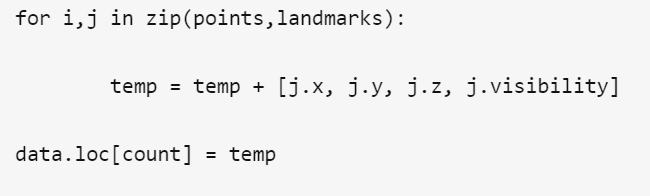 for i,j in zip(points,landmarks):
        temp = temp + [j.x, j.y, j.z, j.visibility]
data.loc[count] = temp